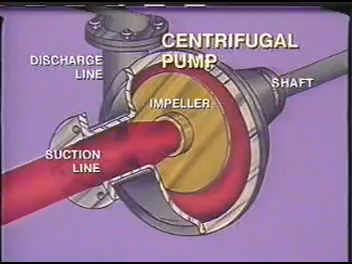 CENTRIFUGAL
PUMP
DISCHARGE
LINE
SHAFT
IMPELLER
SUCTION
LINE